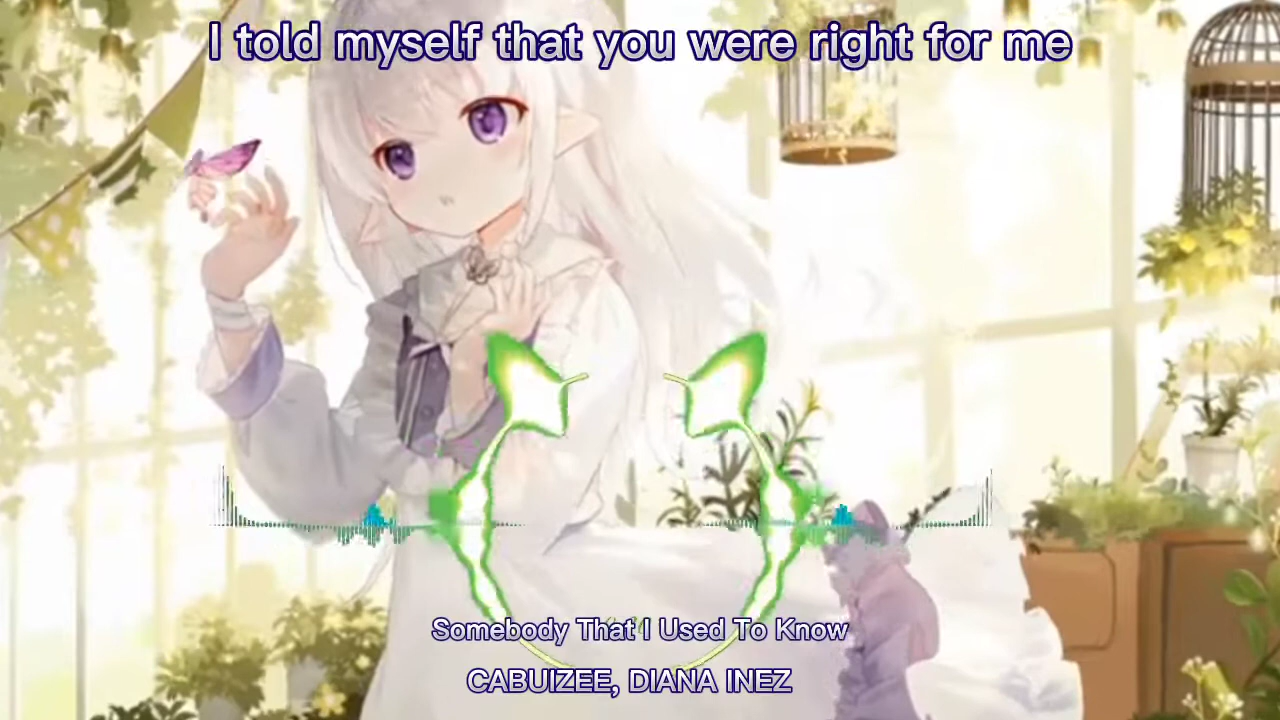 I told myself that you were right for me
Somebody That I Used To Know
CABUIZEE, DIANA INEZ